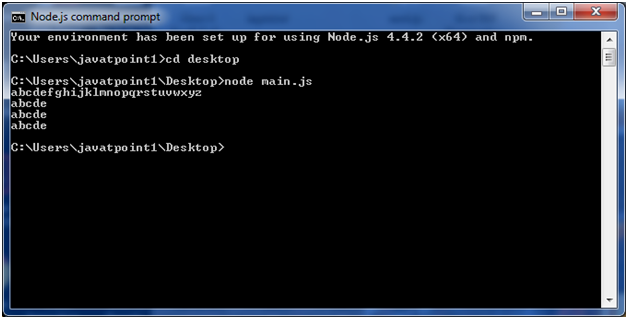 Node.js command prompt
Your environment has been set up for using Node.js 4.4.2 (x64) and npm.
C:\Users\javatpoint1>cd desktop
C:\Users\javatpoint1\Desktop>node main.js
abcdefghijklmnopqrstuvwxyz
abcde
abcde
abcde
C:\Users\javatpoint1\Desktop>